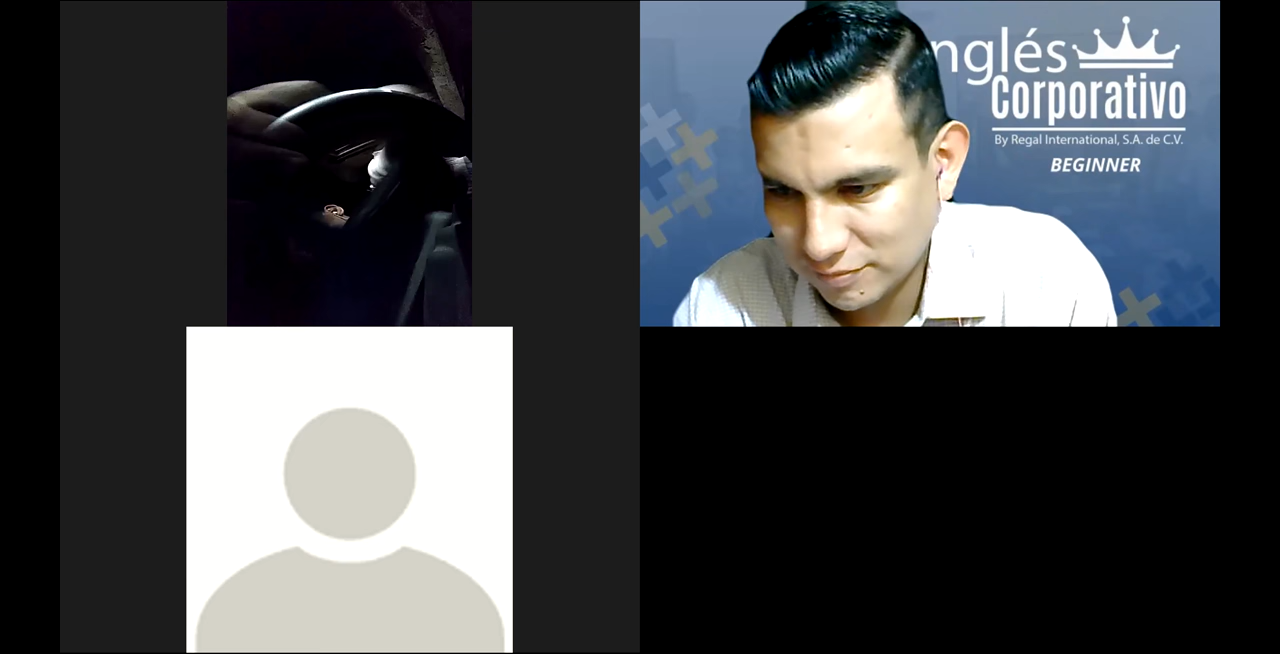 nglés
Corporativo
By Regal International, S.A. de C.V.
BEGINNER